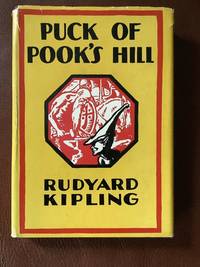 PUCK OF
POOK'S HILL
RUDYARD
KIPLING